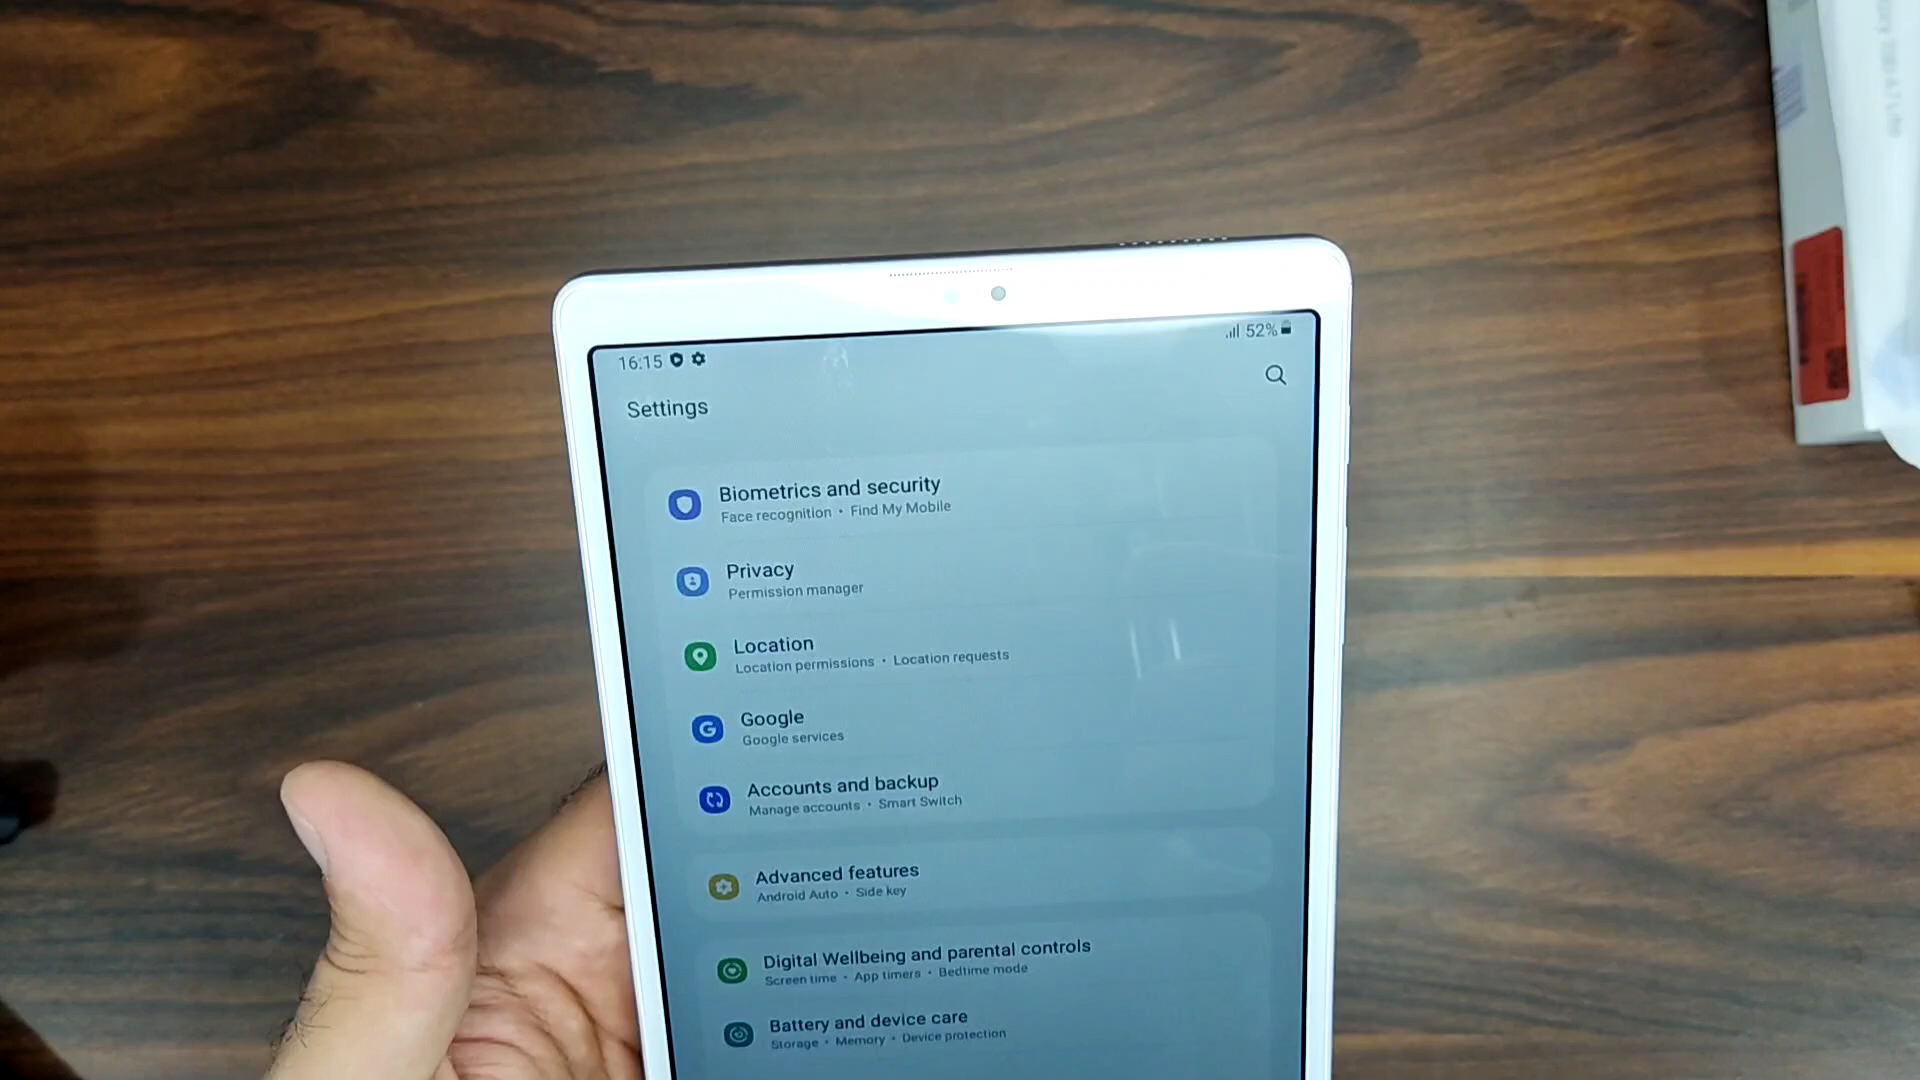 16:15
52%
Settings
Biometrics and security
Face recognition • Find My Mobile
Privacy
Permission manager
Location
Location permissions • Location requests
Google
Google services
Accounts and backup
Manage accounts • Smart Switch
Advanced features
Android Auto • Side key
Digital Wellbeing and parental controls
Screen time • App timers • Bedtime mode
Battery and device care
Storage • Memory • Device protection